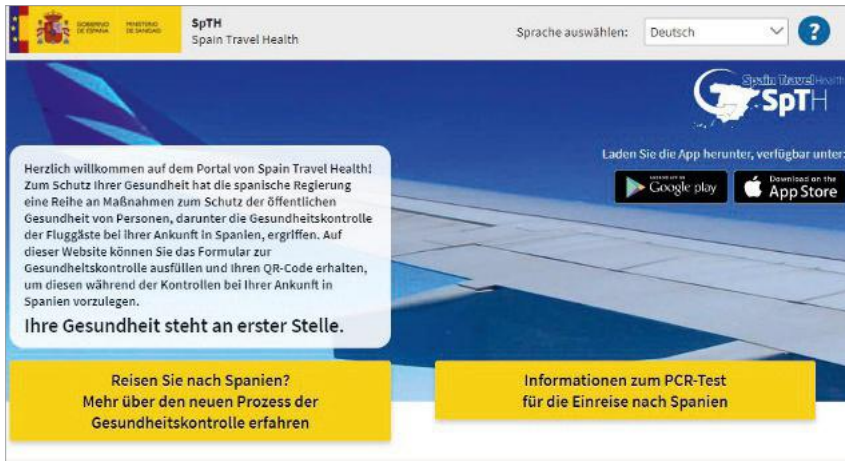 GOBIERNO
DE ESPAÑA
MINISTERIO
DE SANIDAD
SpTH
Spain Travel Health
Sprache auswählen:
Deutsch
?
Spain Travel Health
SpTH
Laden Sie die App herunter, verfügbar unter:
Google play
Download on the
App Store
Herzlich willkommen auf dem Portal von Spain Travel Health!
Zum Schutz Ihrer Gesundheit hat die spanische Regierung
eine Reihe an Maßnahmen zum Schutz der öffentlichen
Gesundheit von Personen, darunter die Gesundheitskontrolle
der Fluggäste bei ihrer Ankunft in Spanien, ergriffen. Auf
dieser Website können Sie das Formular zur
Gesundheitskontrolle ausfüllen und Ihren QR-Code erhalten,
um diesen während der Kontrollen bei Ihrer Ankunft in
Spanien vorzulegen.
Ihre Gesundheit steht an erster Stelle.
Reisen Sie nach Spanien?
Mehr über den neuen Prozess der
Gesundheitskontrolle erfahren
Informationen zum PCR-Test
für die Einreise nach Spanien